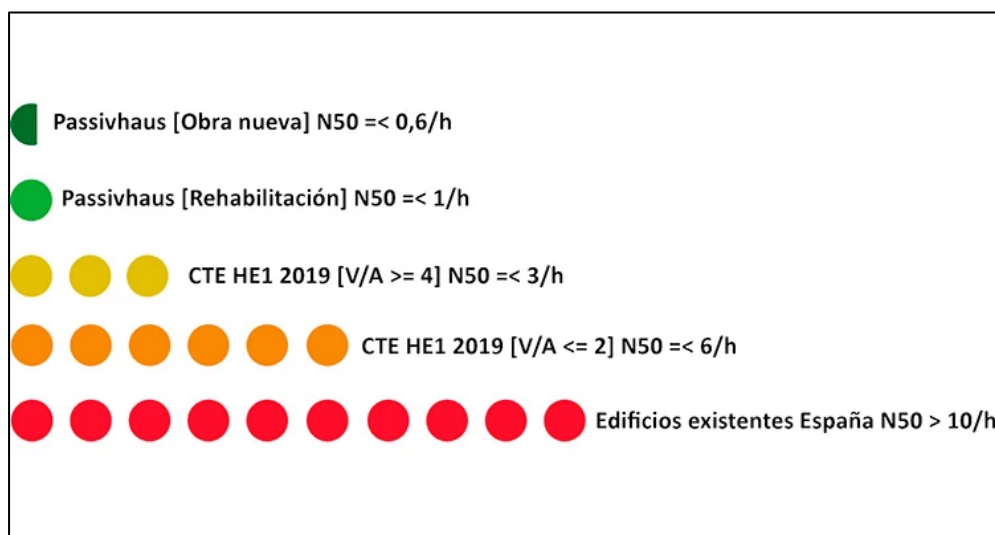 Passivhaus [Obra nueva] N50 =< 0,6/h
Passivhaus [Rehabilitación] N50 =< 1/h
CTE HE1 2019 [V/A >= 4] N50 =< 3/h
CTE HE1 2019 [V/A <= 2] N50 =< 6/h
Edificios existentes España N50 > 10/h